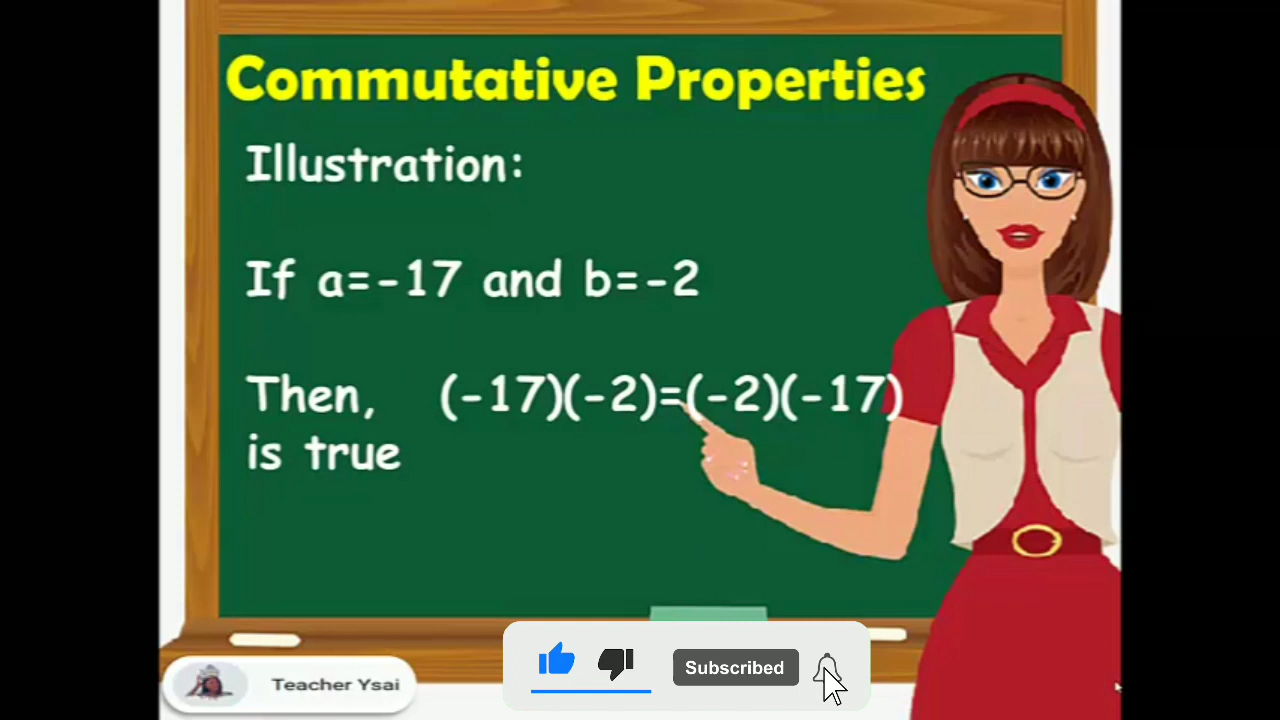 Commutative Properties
Illustration:
If a=-17 and b=-2
Then, (-17)(-2)=(-2)(-17)
is true
Subscribed
Teacher Ysai